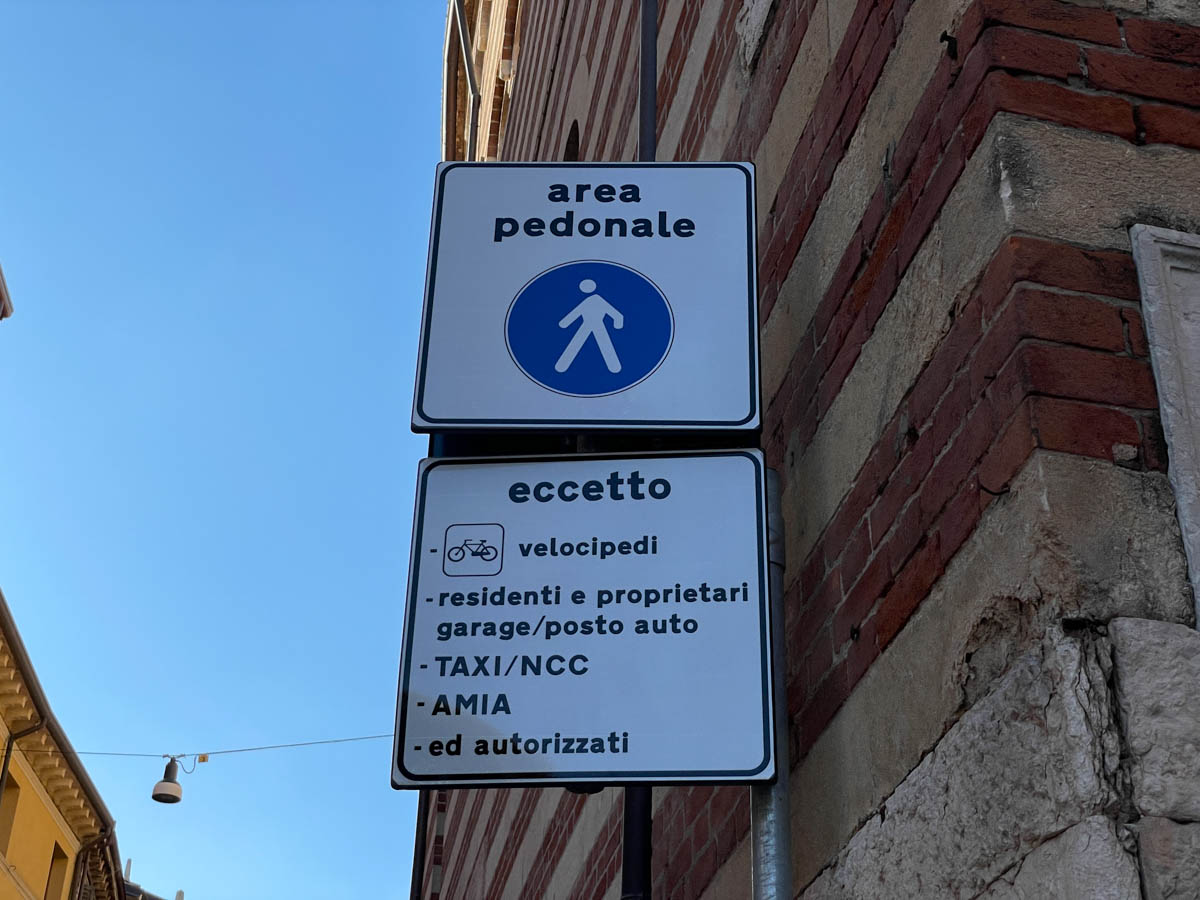 area
pedonale
eccetto
- velocipedi
- residenti e proprietari
garage/posto auto
- TAXI/NCC
- AMIA
- ed autorizzati